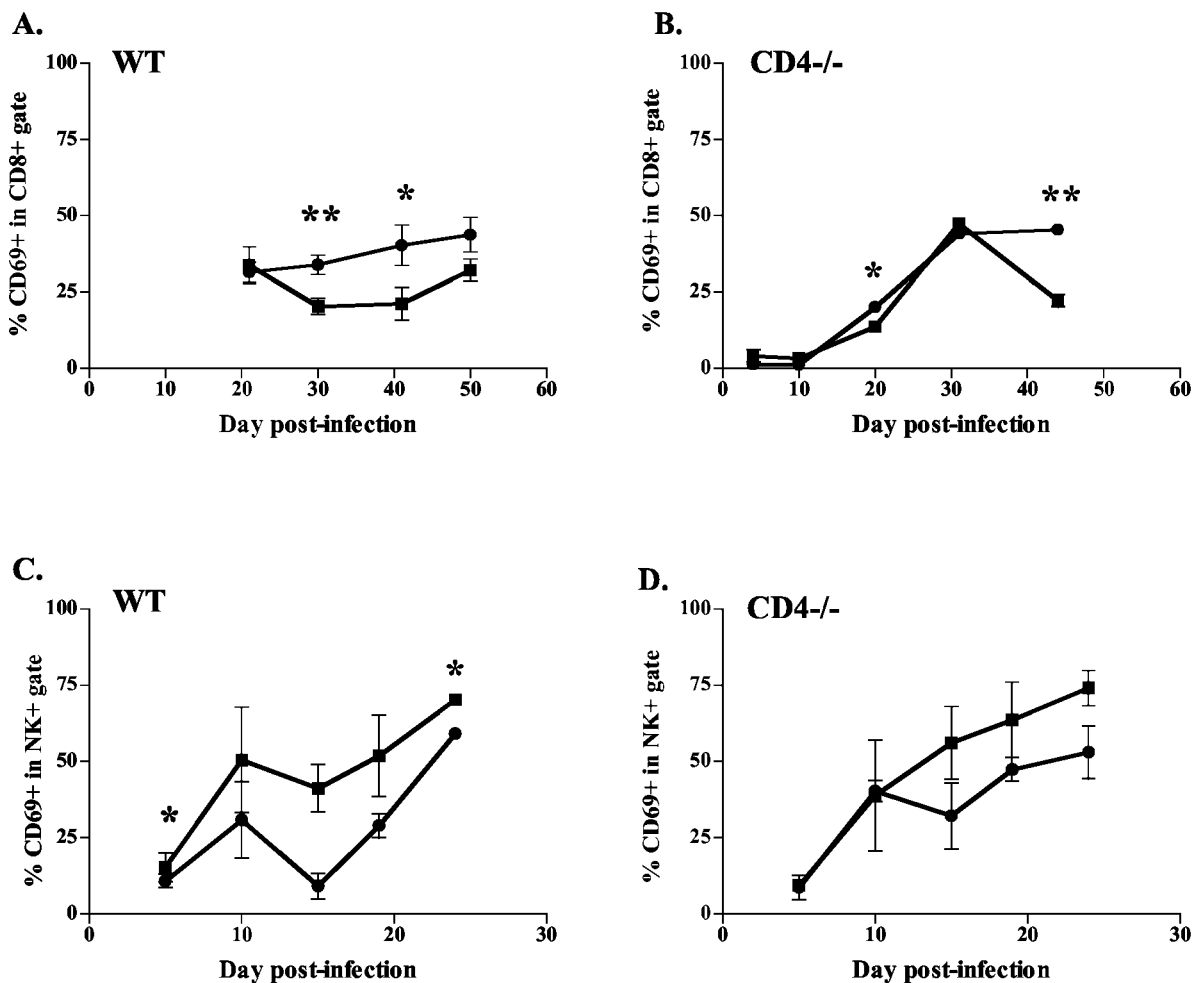 A.
WT
% CD69+ in CD8+ gate
100
75
50
25
0
** *
0 10 20 30 40 50 60
Day post-infection
B.
CD4-/-
% CD69+ in CD8+ gate
100
75
50
25
0
* **
0 10 20 30 40 50 60
Day post-infection
C.
WT
% CD69+ in NK+ gate
100
75
50
25
0
* *
0 10 20 30
Day post-infection
D.
CD4-/-
% CD69+ in NK+ gate
100
75
50
25
0
0 10 20 30
Day post-infection